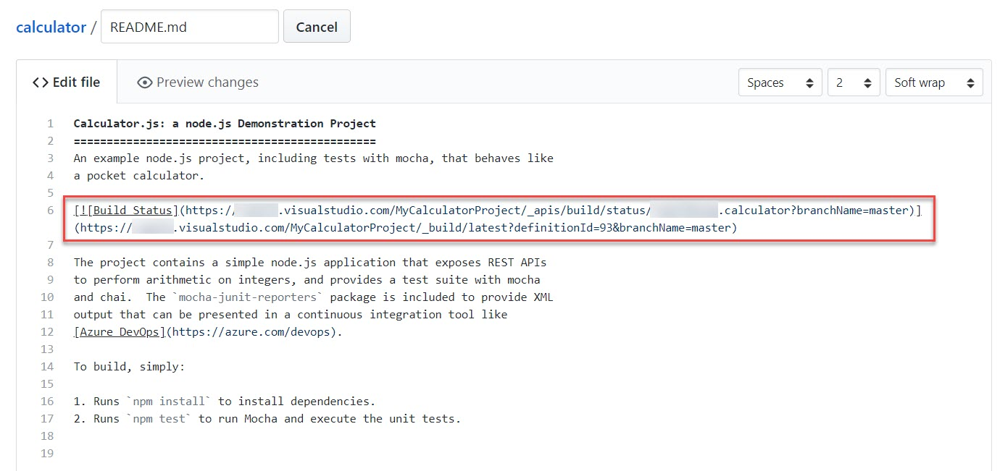 calculator / README.md Cancel
Edit file Preview changes Spaces 2 Soft wrap
1 Calculator.js: a node.js Demonstration Project
2 ==============================================
3 An example node.js project, including tests with mocha, that behaves like
4 a pocket calculator.
5
6 [![Build Status](https:// .visualstudio.com/MyCalculatorProject/_apis/build/status/ .calculator?branchName=master)]
(https:// .visualstudio.com/MyCalculatorProject/_build/latest?definitionId=93&branchName=master)
7
8 The project contains a simple node.js application that exposes REST APIs
9 to perform arithmetic on integers, and provides a test suite with mocha
10 and chai.  The `mocha-junit-reporters` package is included to provide XML
11 output that can be presented in a continuous integration tool like
12 [Azure DevOps](https://azure.com/devops).
13
14 To build, simply:
15
16 1. Runs `npm install` to install dependencies.
17 2. Runs `npm test` to run Mocha and execute the unit tests.
18
19